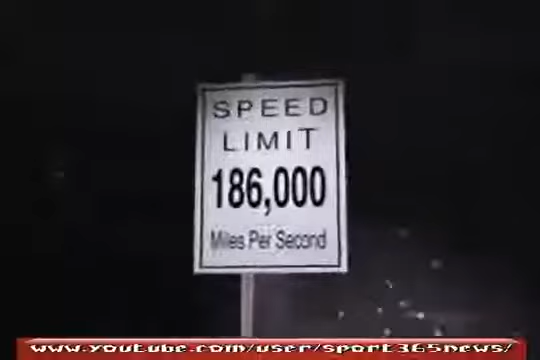 SPEED
LIMIT
186,000
Miles Per Second
www.youtube.com/user/sport365news/